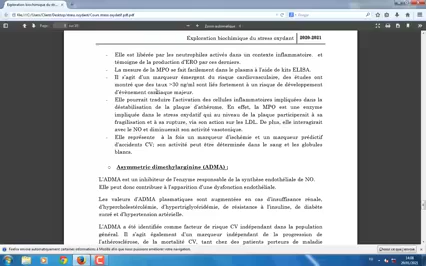 Exploration biochimique du stress oxydant
2020-2021
- Elle est libérée par les neutrophiles activés dans un contexte inflammatoire. et
témoigne de la production d'ERO par ces derniers.
- La mesure de la MPO se fait facilement dans le plasma à l'aide de kits ELISA.
- Il s'agit d'un marqueur émergent du risque cardiovasculaire, des études ont
montré que des taux >30 ng/ml sont liés fortement à un risque de développement
d'évènement cardiaque majeur.
- Elle pourrait traduire l'activation des cellules inflammatoires impliquées dans la
déstabilisation de la plaque d'athérome. En effet, la MPO est une enzyme
impliquée dans le stress oxydatif qui au niveau de la plaque participerait à sa
fragilisation et à sa rupture, via son action sur les LDL. De plus, elle interagirait
avec le NO et diminuerait son activité vasotonique.
- Elle représente à la fois un marqueur d'ischémie et un marqueur prédictif
d'accidents CV; son activité peut être déterminée dans le sang et les globules
blancs.
o Asymmetric dimethylarginine (ADMA) :
L'ADMA est un inhibiteur de l'enzyme responsable de la synthèse endothéliale de NO.
Elle peut donc contribuer à l'apparition d'une dysfonction endothéliale.
Les valeurs d'ADMA plasmatiques sont augmentées en cas d'insuffisance rénale,
d'hypercholestérolémie, d'hypertriglycéridémie, de résistance à l'insuline, de diabète
sucré et d'hypertension artérielle.
L'ADMA a été identifiée comme facteur de risque CV indépendant dans la population
général. Il s'agit également d'un marqueur indépendant de la progression de
l'athérosclérose, de la mortalité CV, tant chez des patients porteurs de maladie
FR
14:08